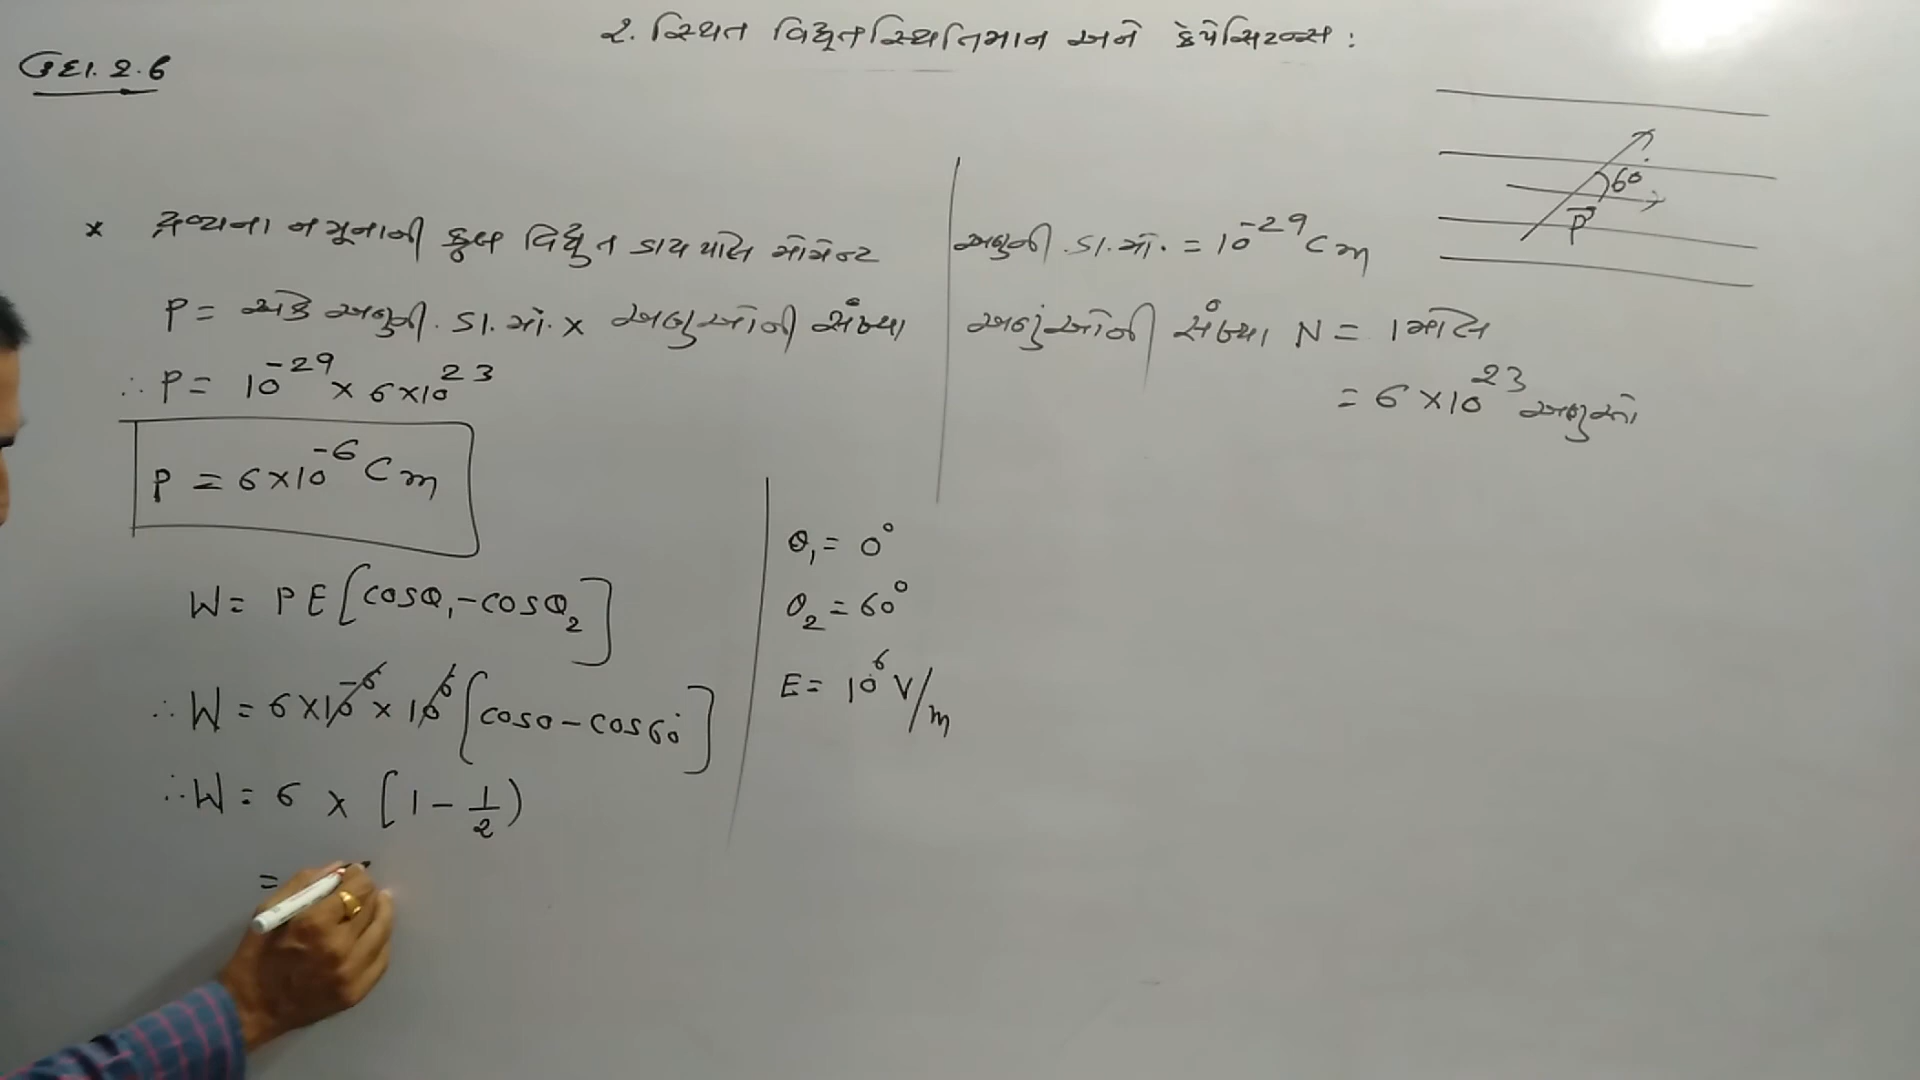 ૨. સ્થિત વિદ્યુતસ્થિતિમાન અને કેપેસિટન્સ :
ઉદા. ૨.6
* દ્રવ્યના નમૂનાની કુલ વિદ્યુત ડાયપોલ મોમેન્ટ
P = એક અણુની. ડા.મો. × અણુઓની સંખ્યા
∴ P = 10⁻²⁹ × 6×10²³
P = 6×10⁻⁶ Cm
W = PE[cosθ₁-cosθ₂]
∴ W = 6×10⁻⁶ × 10⁶ [cos0 - cos60°]
∴ W = 6 × [1 - 1/2)
=
અણુની. ડા.મો. = 10⁻²⁹ Cm
અણુઓની સંખ્યા N = 1 મોલ
= 6×10²³ અણુઓ
θ₁ = 0°
θ₂ = 60°
E = 10⁶ V/m
60
P⃗